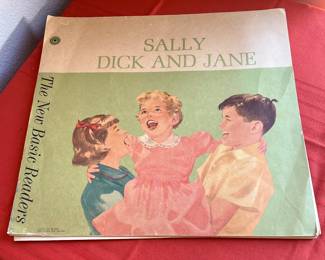 SALLY
DICK AND JANE
The New Basic Readers